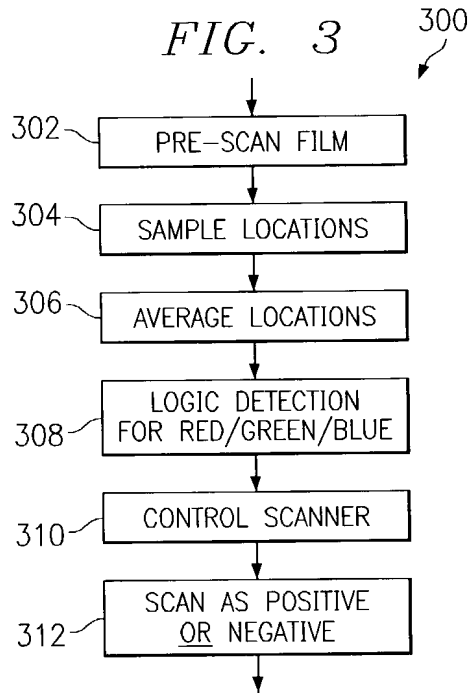 FIG. 3
300
302
PRE-SCAN FILM
304
SAMPLE LOCATIONS
306
AVERAGE LOCATIONS
308
LOGIC DETECTION
FOR RED/GREEN/BLUE
310
CONTROL SCANNER
312
SCAN AS POSITIVE
OR NEGATIVE